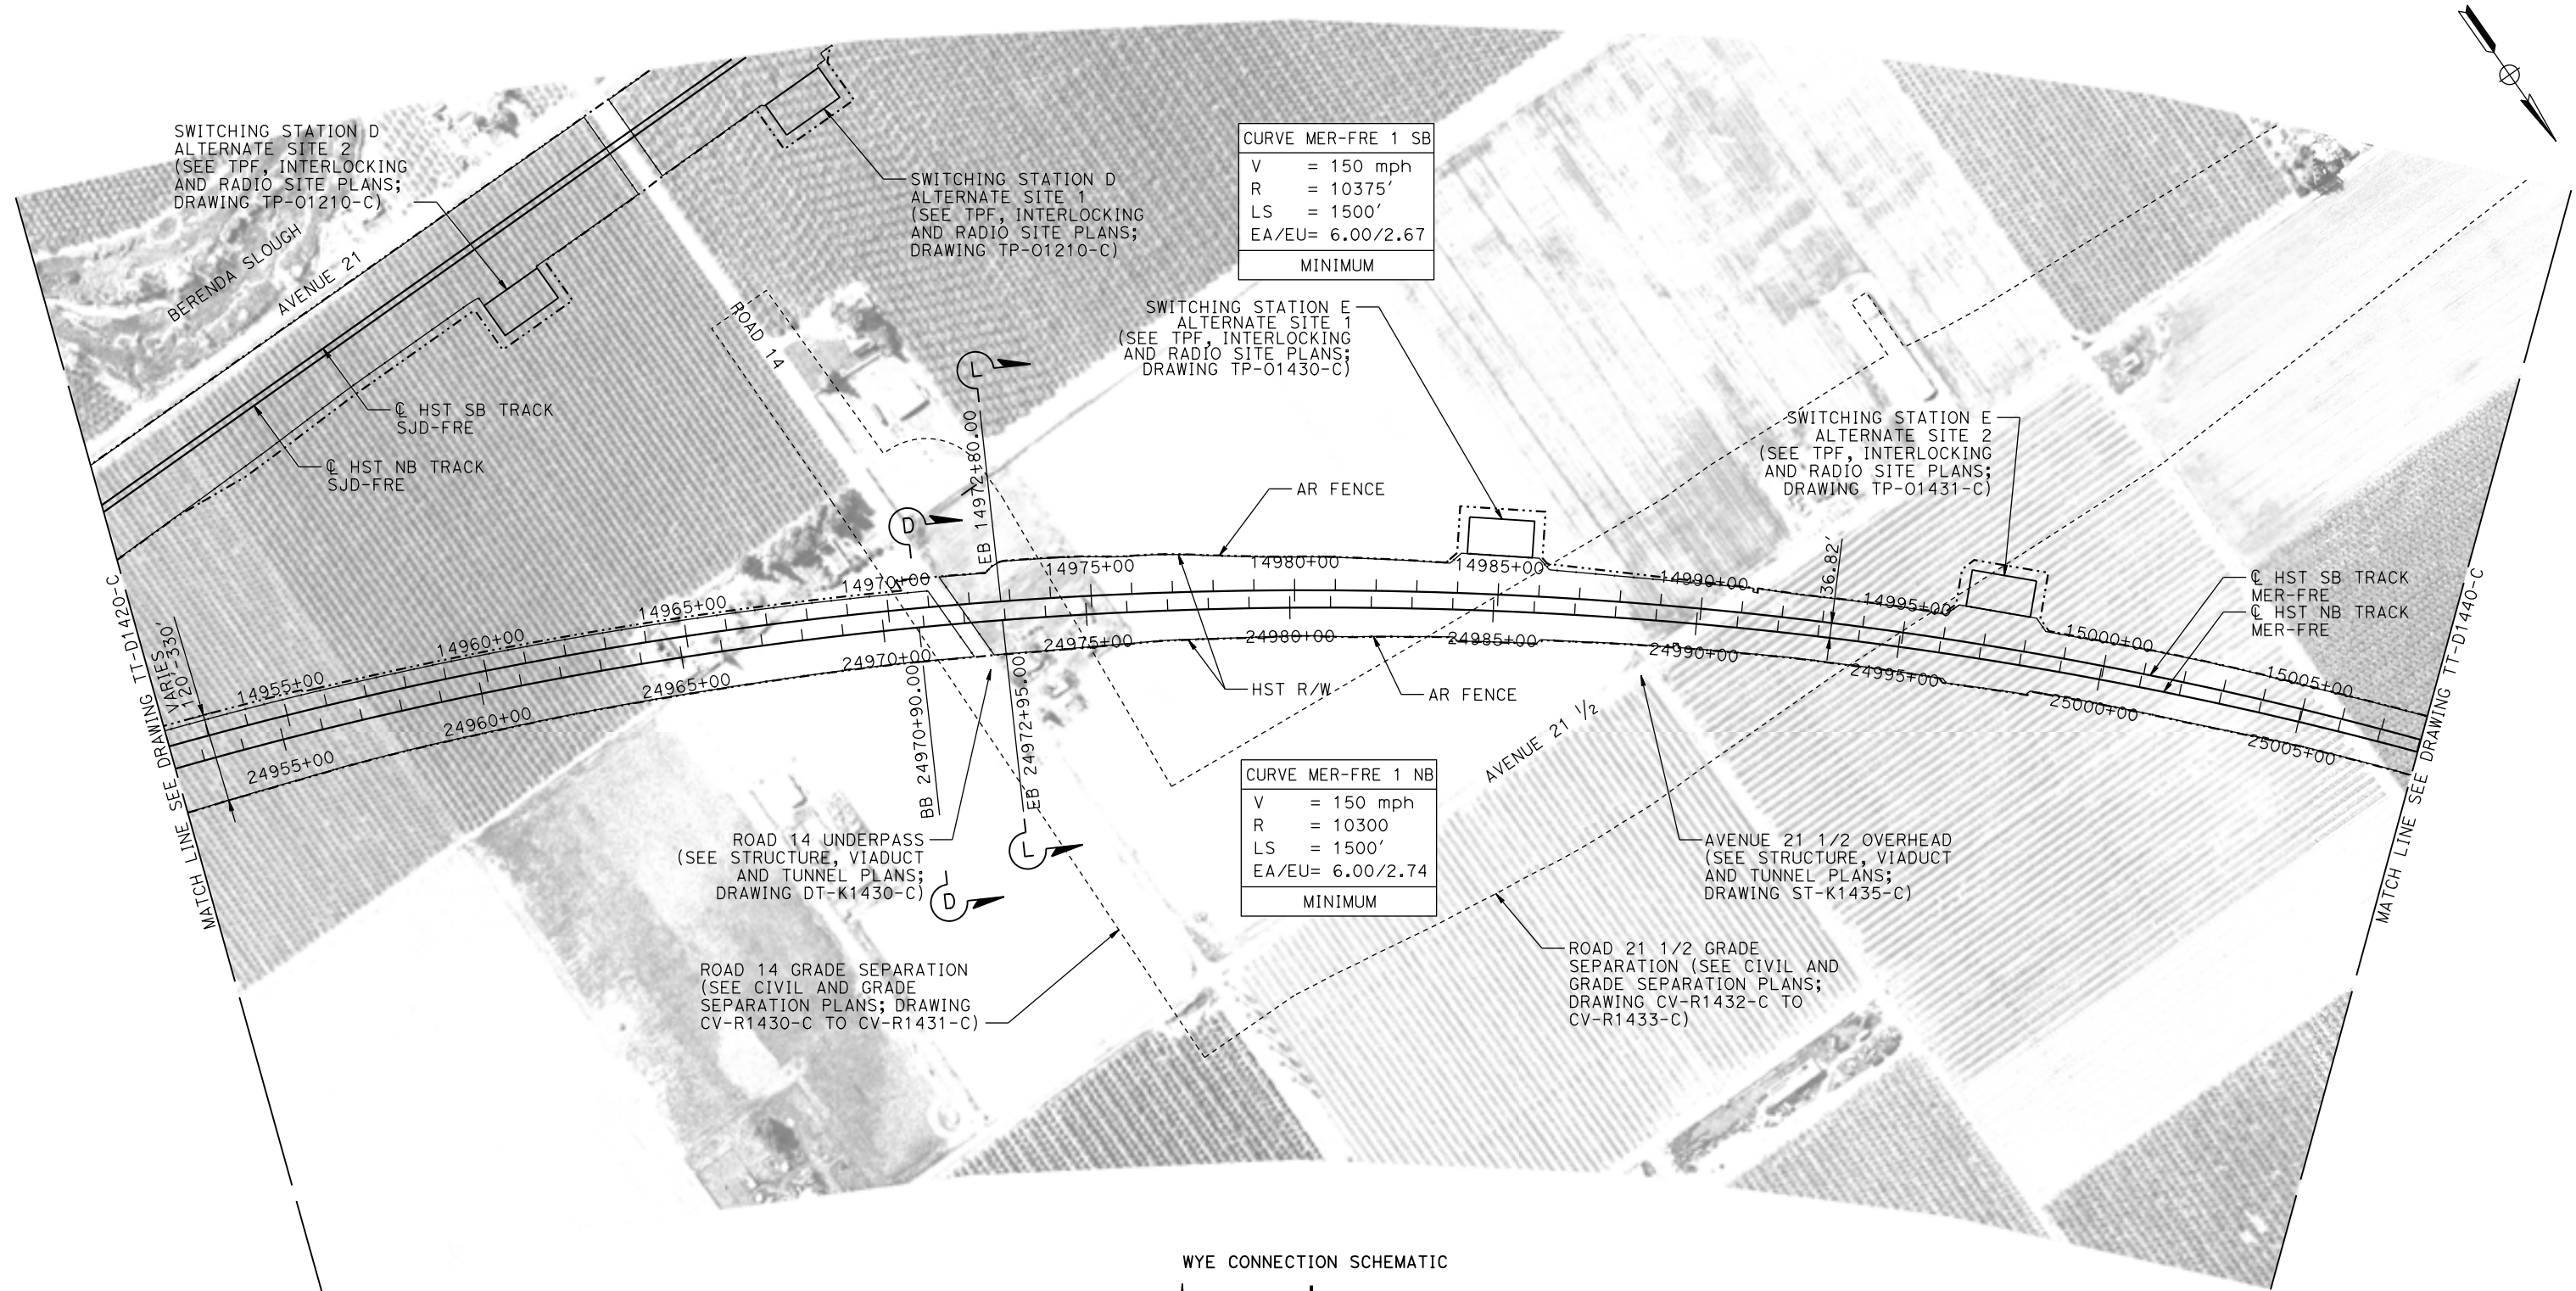 SWITCHING STATION D
ALTERNATE SITE 2
(SEE TPF, INTERLOCKING
AND RADIO SITE PLANS;
DRAWING TP-O1210-C)
BERENDA SLOUGH
AVENUE 21
SWITCHING STATION D
ALTERNATE SITE 1
(SEE TPF, INTERLOCKING
AND RADIO SITE PLANS;
DRAWING TP-O1210-C)
CURVE MER-FRE 1 SB
V = 150 mph
R = 10375'
LS = 1500'
EA/EU= 6.00/2.67
MINIMUM
ROAD 14
SWITCHING STATION E
ALTERNATE SITE 1
(SEE TPF, INTERLOCKING
AND RADIO SITE PLANS;
DRAWING TP-O1430-C)
SWITCHING STATION E
ALTERNATE SITE 2
(SEE TPF, INTERLOCKING
AND RADIO SITE PLANS;
DRAWING TP-O1431-C)
℄ HST SB TRACK
SJD-FRE
℄ HST NB TRACK
SJD-FRE
L
D
EB 14972+80.00
AR FENCE
36.82'
℄ HST SB TRACK
MER-FRE
℄ HST NB TRACK
MER-FRE
14955+00
14960+00
14965+00
14970+00
14975+00
14980+00
14985+00
14990+00
14995+00
15000+00
15005+00
24955+00
24960+00
24965+00
24970+00
24975+00
24980+00
24985+00
24990+00
24995+00
25000+00
25005+00
VARIES
120'-330'
MATCH LINE SEE DRAWING TT-D1420-C
MATCH LINE SEE DRAWING TT-D1440-C
HST R/W
AR FENCE
BB 24970+90.00
EB 24972+95.00
AVENUE 21 1/2
CURVE MER-FRE 1 NB
V = 150 mph
R = 10300
LS = 1500'
EA/EU= 6.00/2.74
MINIMUM
ROAD 14 UNDERPASS
(SEE STRUCTURE, VIADUCT
AND TUNNEL PLANS;
DRAWING DT-K1430-C)
L
D
AVENUE 21 1/2 OVERHEAD
(SEE STRUCTURE, VIADUCT
AND TUNNEL PLANS;
DRAWING ST-K1435-C)
ROAD 14 GRADE SEPARATION
(SEE CIVIL AND GRADE
SEPARATION PLANS; DRAWING
CV-R1430-C TO CV-R1431-C)
ROAD 21 1/2 GRADE
SEPARATION (SEE CIVIL AND
GRADE SEPARATION PLANS;
DRAWING CV-R1432-C TO
CV-R1433-C)
WYE CONNECTION SCHEMATIC